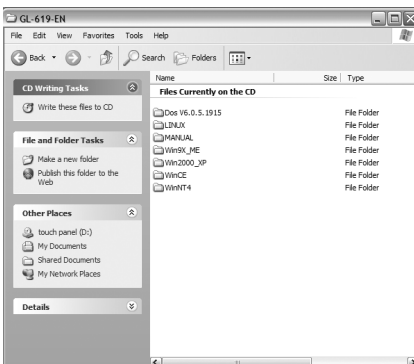 GL-619-EN
File Edit View Favorites Tools Help
Back Search Folders
Name Size Type
Files Currently on the CD
Dos V6.0.5.1915 File Folder
LINUX File Folder
MANUAL File Folder
Win9X_ME File Folder
Win2000_XP File Folder
WinCE File Folder
WinNT4 File Folder
CD Writing Tasks
Write these files to CD
File and Folder Tasks
Make a new folder
Publish this folder to the
Web
Other Places
touch panel (D:)
My Documents
Shared Documents
My Network Places
Details